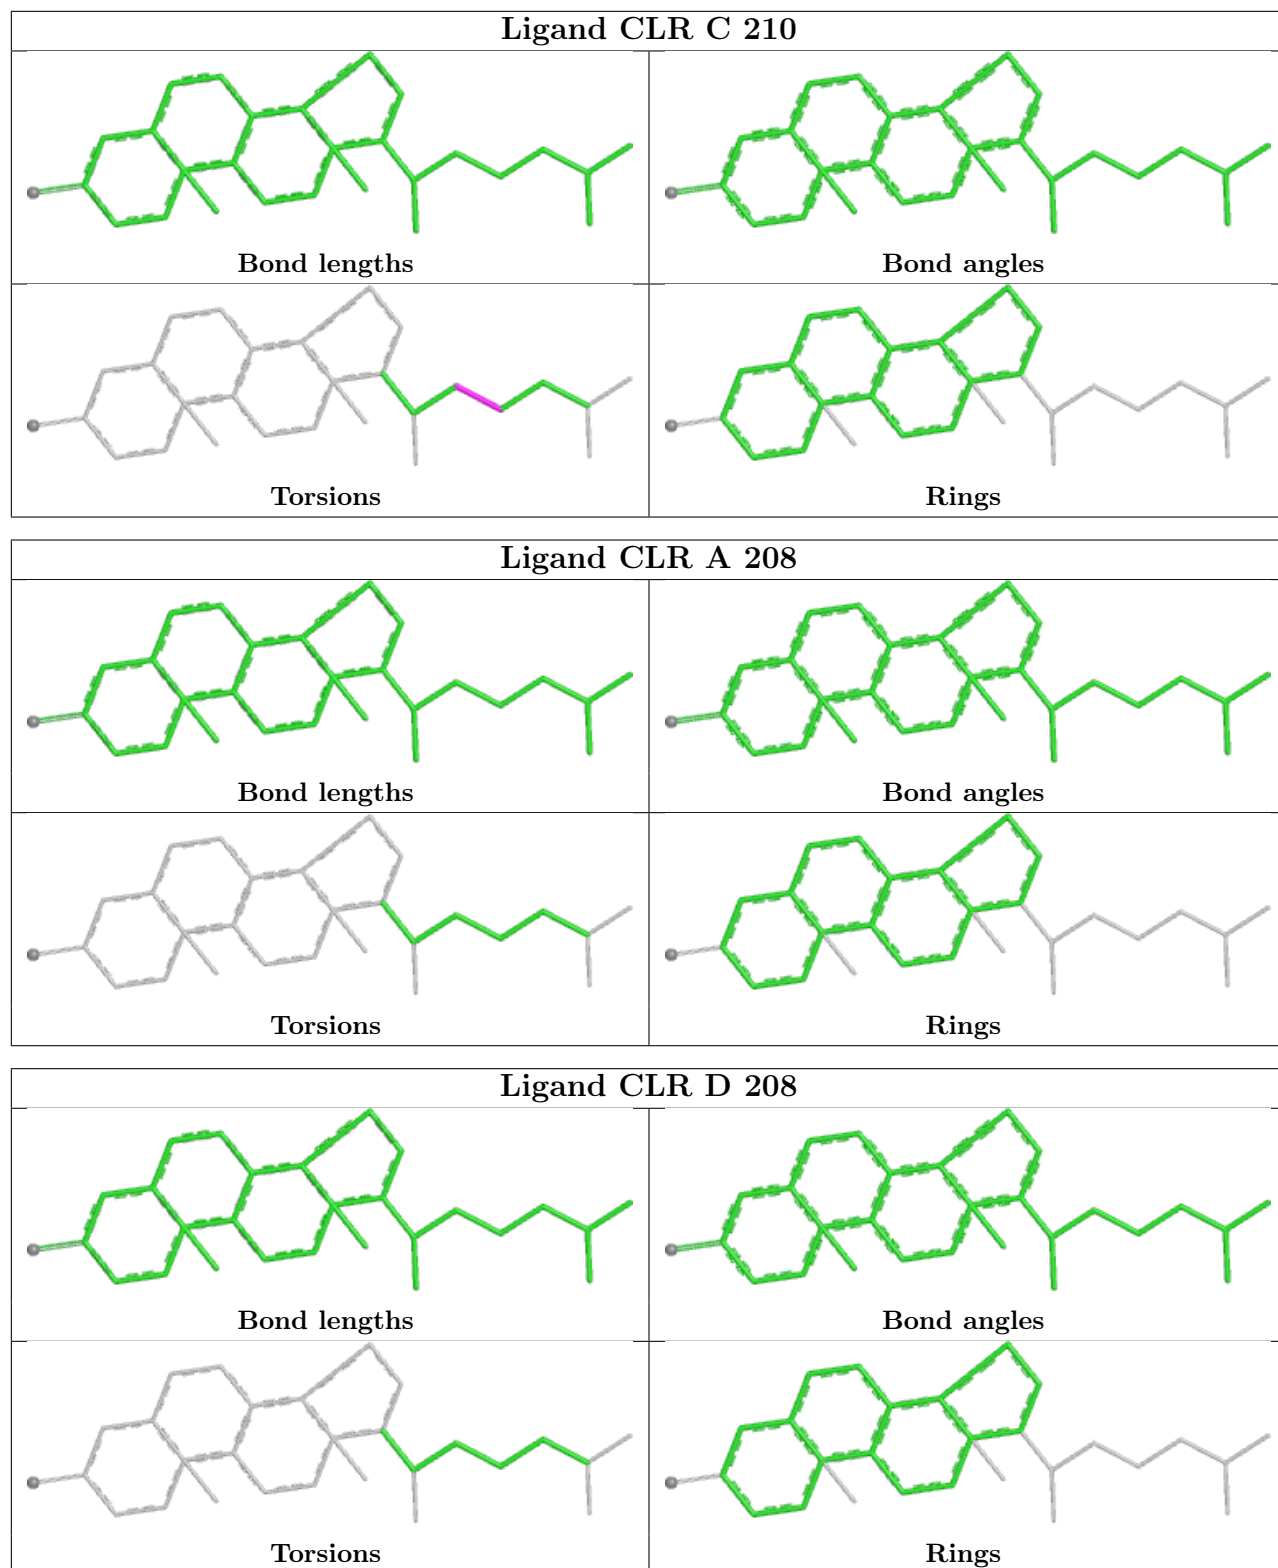 Ligand CLR C 210
Bond lengths
Bond angles
Torsions
Rings
Ligand CLR A 208
Bond lengths
Bond angles
Torsions
Rings
Ligand CLR D 208
Bond lengths
Bond angles
Torsions
Rings